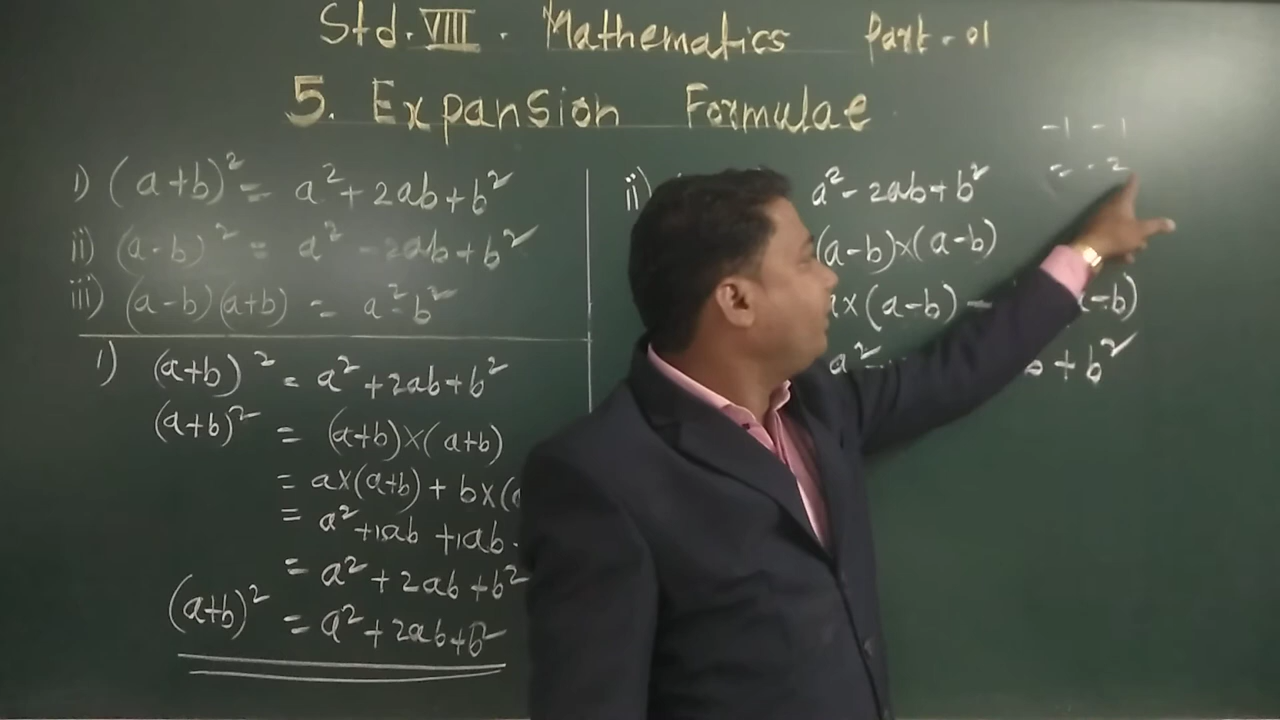 Std. VIII. Mathematics Part - 01
5. Expansion Formulae
i) (a+b)² = a² + 2ab + b²
ii) (a-b)² = a² - 2ab + b²
iii) (a-b)(a+b) = a² - b²
i) (a+b)² = a² + 2ab + b²
(a+b)² = (a+b)×(a+b)
= a×(a+b) + b×(
= a² + 1ab + 1ab
= a² + 2ab + b²
(a+b)² = a² + 2ab + b²
-1 -1
= -2
ii) a² - 2ab + b²
(a-b)×(a-b)
×(a-b) - a-b)
a² - b + b²